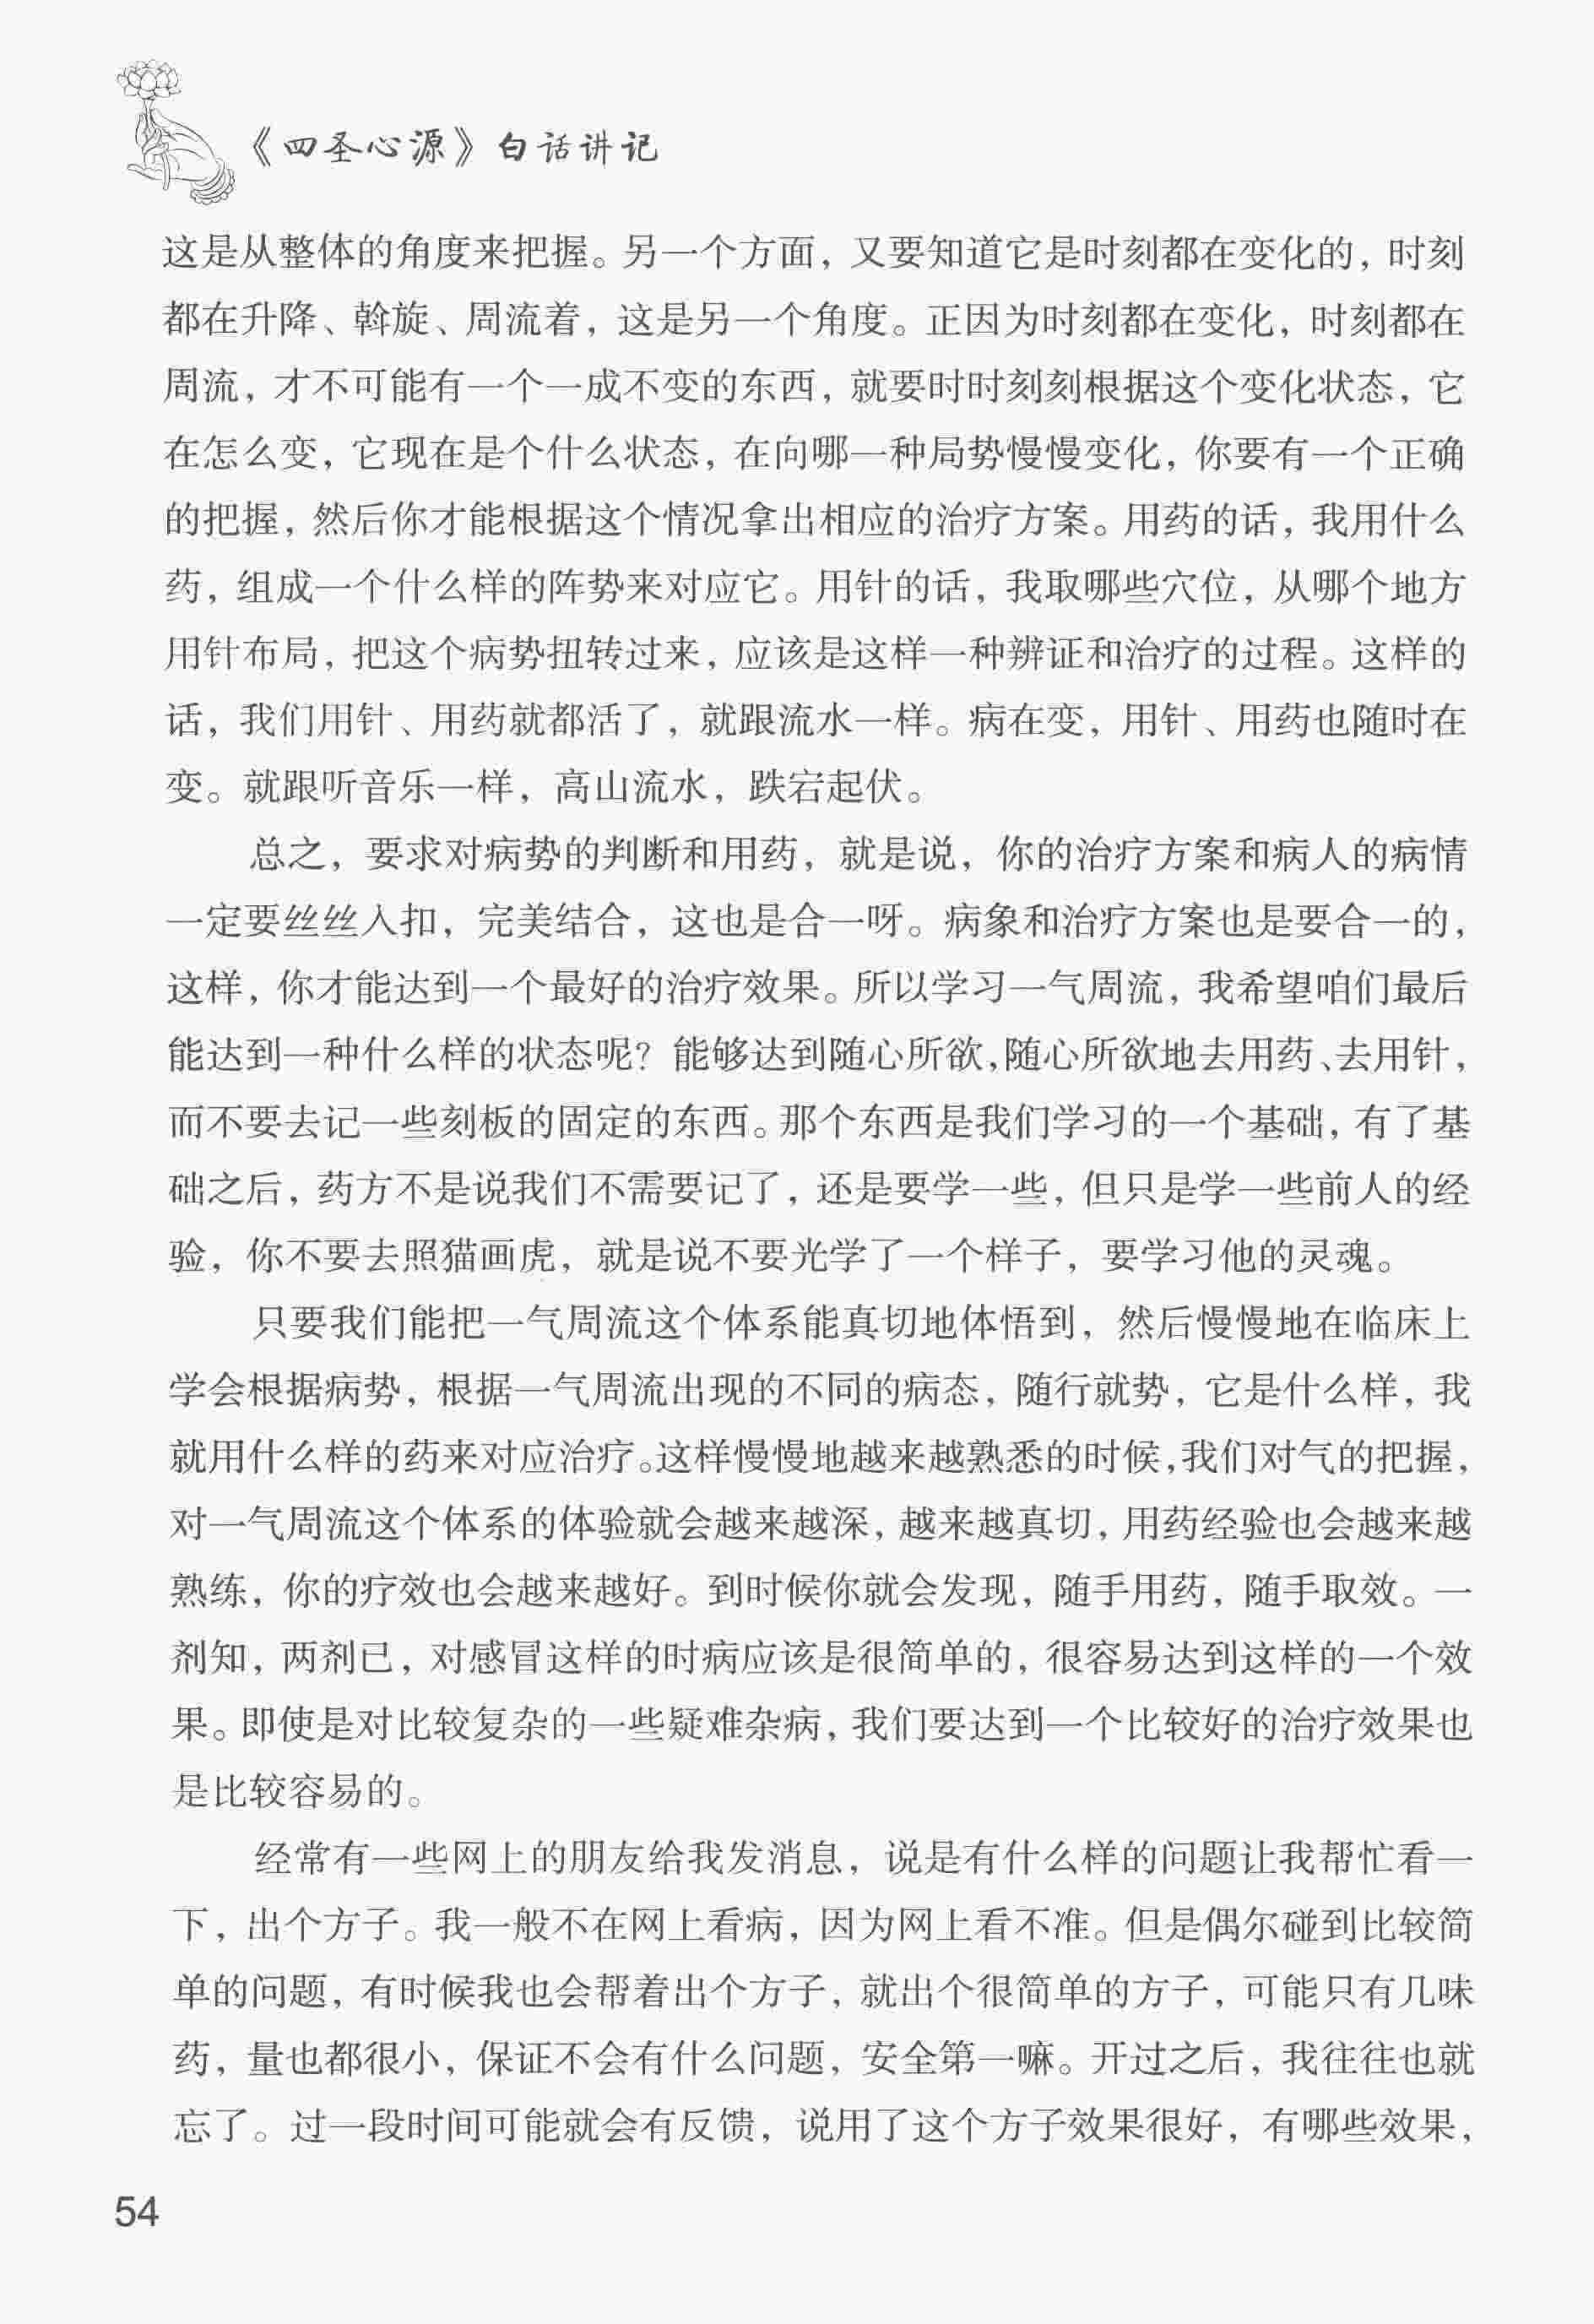 《四圣心源》白话讲记
这是从整体的角度来把握。另一个方面，又要知道它是时刻都在变化的，时刻
都在升降、斡旋、周流着，这是另一个角度。正因为时刻都在变化，时刻都在
周流，才不可能有一个一成不变的东西，就要时时刻刻根据这个变化状态，它
在怎么变，它现在是个什么状态，在向哪一种局势慢慢变化，你要有一个正确
的把握，然后你才能根据这个情况拿出相应的治疗方案。用药的话，我用什么
药，组成一个什么样的阵势来对应它。用针的话，我取哪些穴位，从哪个地方
用针布局，把这个病势扭转过来，应该是这样一种辨证和治疗的过程。这样的
话，我们用针、用药就都活了，就跟流水一样。病在变，用针、用药也随时在
变。就跟听音乐一样，高山流水，跌宕起伏。
总之，要求对病势的判断和用药，就是说，你的治疗方案和病人的病情
一定要丝丝入扣，完美结合，这也是合一呀。病象和治疗方案也是要合一的，
这样，你才能达到一个最好的治疗效果。所以学习一气周流，我希望咱们最后
能达到一种什么样的状态呢？能够达到随心所欲，随心所欲地去用药、去用针，
而不要去记一些刻板的固定的东西。那个东西是我们学习的一个基础，有了基
础之后，药方不是说我们不需要记了，还是要学一些，但只是学一些前人的经
验，你不要去照猫画虎，就是说不要光学了一个样子，要学习他的灵魂。
只要我们能把一气周流这个体系能真切地体悟到，然后慢慢地在临床上
学会根据病势，根据一气周流出现的不同的病态，随行就势，它是什么样，我
就用什么样的药来对应治疗。这样慢慢地越来越熟悉的时候，我们对气的把握，
对一气周流这个体系的体验就会越来越深，越来越真切，用药经验也会越来越
熟练，你的疗效也会越来越好。到时候你就会发现，随手用药，随手取效。一
剂知，两剂已，对感冒这样的时病应该是很简单的，很容易达到这样的一个效
果。即使是对比较复杂的一些疑难杂病，我们要达到一个比较好的治疗效果也
是比较容易的。
经常有一些网上的朋友给我发消息，说是有什么样的问题让我帮忙看一
下，出个方子。我一般不在网上看病，因为网上看不准。但是偶尔碰到比较简
单的问题，有时候我也会帮着出个方子，就出个很简单的方子，可能只有几味
药，量也都很小，保证不会有什么问题，安全第一嘛。开过之后，我往往也就
忘了。过一段时间可能就会有反馈，说用了这个方子效果很好，有哪些效果，
54